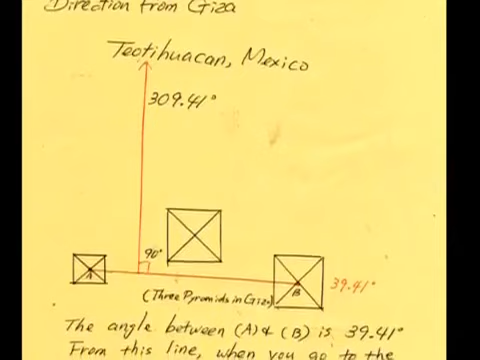 Direction from Giza
Teotihuacan, Mexico
309.41°
90°
A
B
39.41°
(Three Pyramids in Giza)
The angle between (A) & (B) is 39.41°
From this line, when you go to the